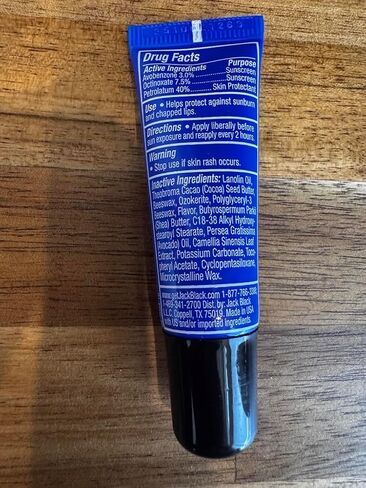 Drug Facts
Active Ingredients Purpose
Avobenzone 3.0% Sunscreen
Octinoxate 7.5% Sunscreen
Petrolatum 40% Skin Protectant
Use • Helps protect against sunburn
and chapped lips.
Directions • Apply liberally before
sun exposure and reapply every 2 hours.
Warning
• Stop use if skin rash occurs.
Inactive Ingredients: Lanolin Oil,
Theobroma Cacao (Cocoa) Seed Butter,
Beeswax, Ozokerite, Polyglyceryl-3
Beeswax, Flavor, Butyrospermum Parkii
(Shea) Butter, C18-38 Alkyl Hydroxy-
stearoyl Stearate, Persea Gratissima
(Avocado) Oil, Camellia Sinensis Leaf
Extract, Potassium Carbonate, Toco-
pheryl Acetate, Cyclopentasiloxane,
Microcrystalline Wax.
www.getJackBlack.com 1-877-766-
1-469-341-2700 Dist. by: Jack Black
L.L.C. Coppell, TX 75019. Made in USA
with US and/or imported ingredients.